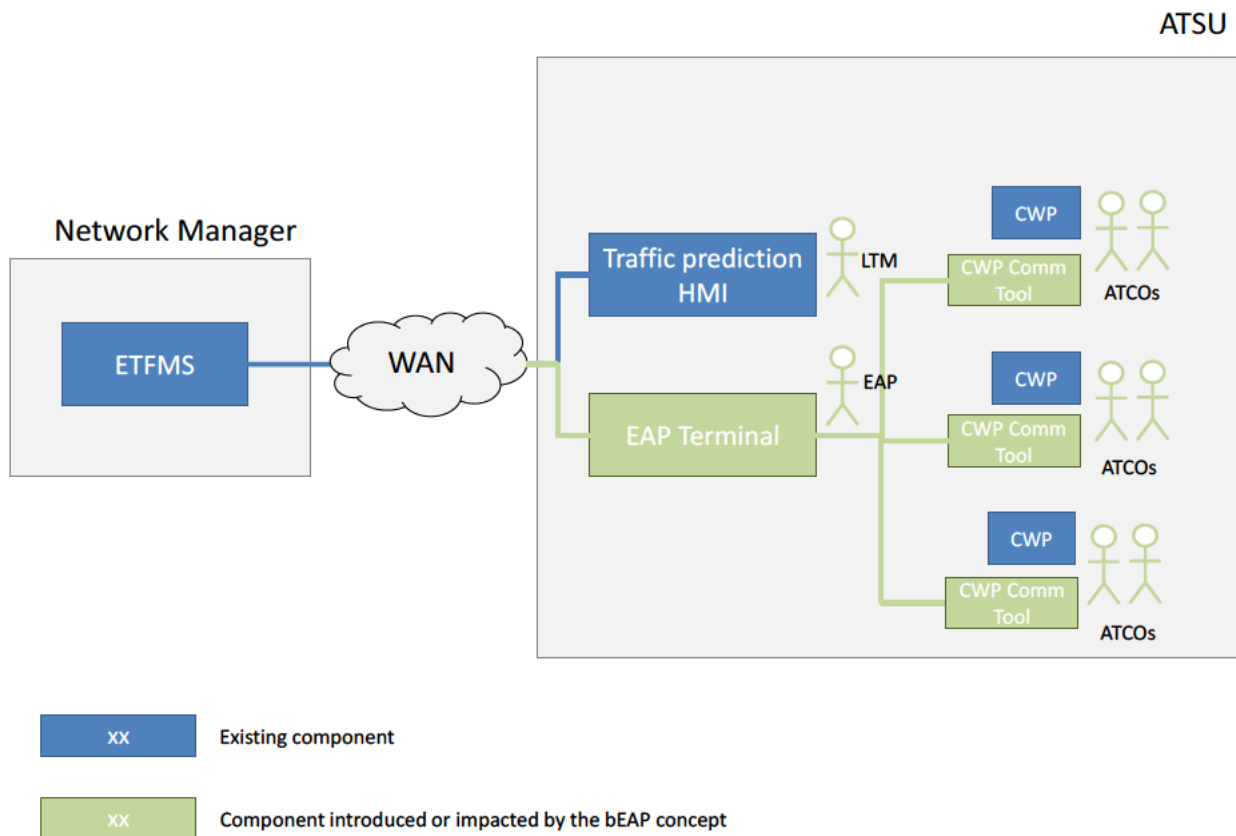 ATSU
Network Manager
ETFMS
WAN
Traffic prediction
HMI
LTM
EAP Terminal
EAP
CWP
CWP Comm
Tool
ATCOs
CWP
CWP Comm
Tool
ATCOs
CWP
CWP Comm
Tool
ATCOs
xx
Existing component
xx
Component introduced or impacted by the bEAP concept